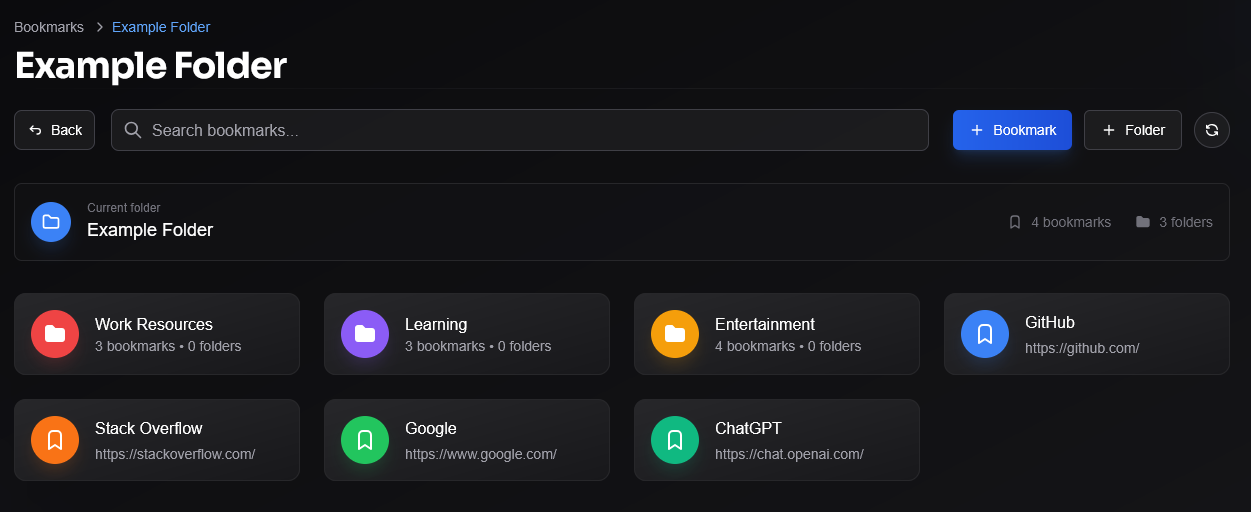 Bookmarks > Example Folder
Example Folder
Back
Search bookmarks...
+ Bookmark
+ Folder
Current folder
Example Folder
4 bookmarks
3 folders
Work Resources
3 bookmarks • 0 folders
Learning
3 bookmarks • 0 folders
Entertainment
4 bookmarks • 0 folders
GitHub
https://github.com/
Stack Overflow
https://stackoverflow.com/
Google
https://www.google.com/
ChatGPT
https://chat.openai.com/